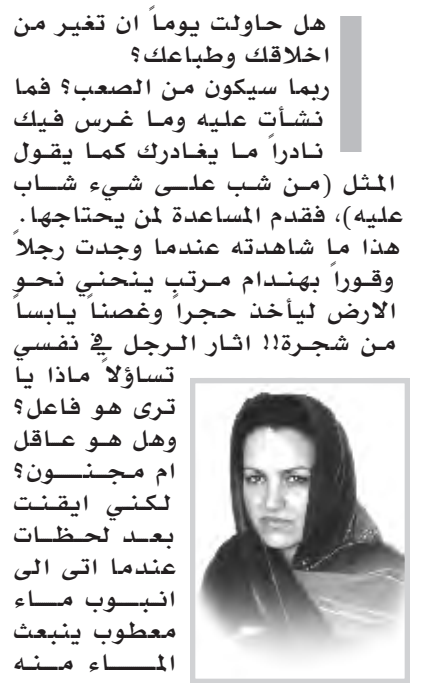 هل حاولت يوماً ان تغير من
اخلاقك وطباعك؟
ربما سيكون من الصعب؟ فما
نشأت عليه وما غرس فيك
نادراً ما يغادرك كما يقول
المثل (من شب على شيء شاب
عليه)، فقدم المساعدة لمن يحتاجها.
هذا ما شاهدته عندما وجدت رجلاً
وقوراً بهندام مرتب ينحني نحو
الارض ليأخذ حجراً وغصناً يابساً
من شجرة!! اثار الرجل في نفسي
تساؤلاً ماذا يا
ترى هو فاعل؟
وهل هو عاقل
ام مجنون؟
لكني ايقنت
بعد لحظات
عندما اتى الى
انبوب ماء
معطوب ينبعث
الماء منه